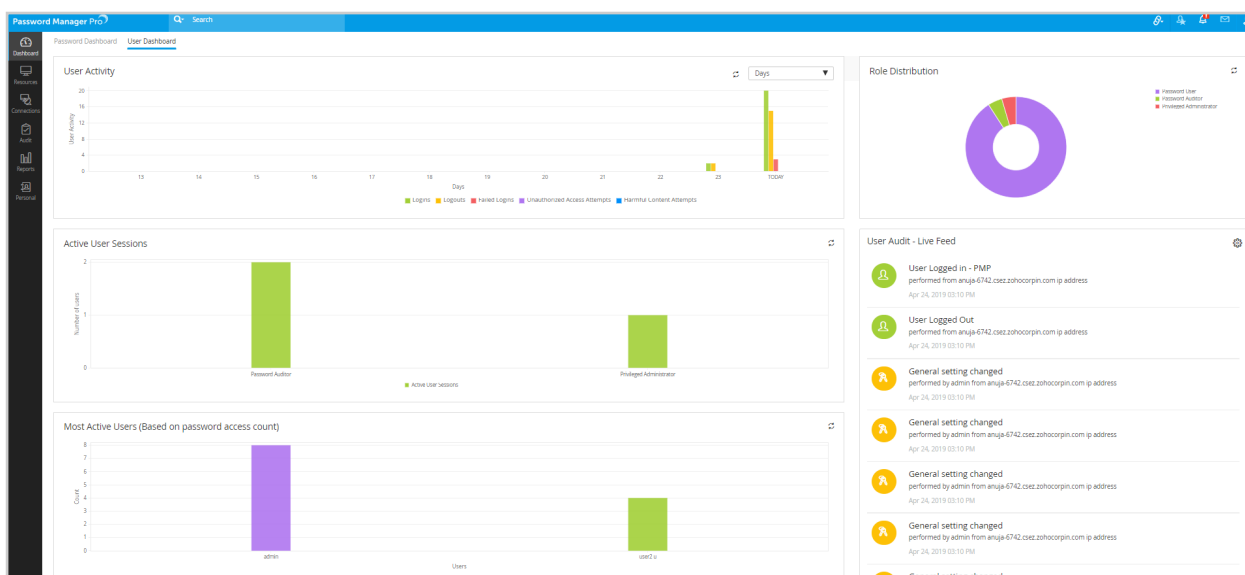 Password Manager Pro
Search
Dashboard
Resources
Connections
Audit
Reports
Personal
Password Dashboard User Dashboard
User Activity
Days
20
16
12
8
4
0
User Activity
13 14 15 16 17 18 19 20 21 22 23 TODAY
Days
Logins Logouts Failed Logins Unauthorized Access Attempts Harmful Content Attempts
Role Distribution
Password User
Password Auditor
Privileged Administrator
Active User Sessions
2
1
0
Number of users
Password Auditor Privileged Administrator
Active User Sessions
Most Active Users (Based on password access count)
8
7
6
5
4
3
2
1
0
Count
admin user2 u
Users
User Audit - Live Feed
User Logged in - PMP
performed from anuja-6742.csez.zohocorpin.com ip address
Apr 24, 2019 03:10 PM
User Logged Out
performed from anuja-6742.csez.zohocorpin.com ip address
Apr 24, 2019 03:10 PM
General setting changed
performed by admin from anuja-6742.csez.zohocorpin.com ip address
Apr 24, 2019 03:10 PM
General setting changed
performed by admin from anuja-6742.csez.zohocorpin.com ip address
Apr 24, 2019 03:10 PM
General setting changed
performed by admin from anuja-6742.csez.zohocorpin.com ip address
Apr 24, 2019 03:10 PM
General setting changed
performed by admin from anuja-6742.csez.zohocorpin.com ip address
Apr 24, 2019 03:10 PM